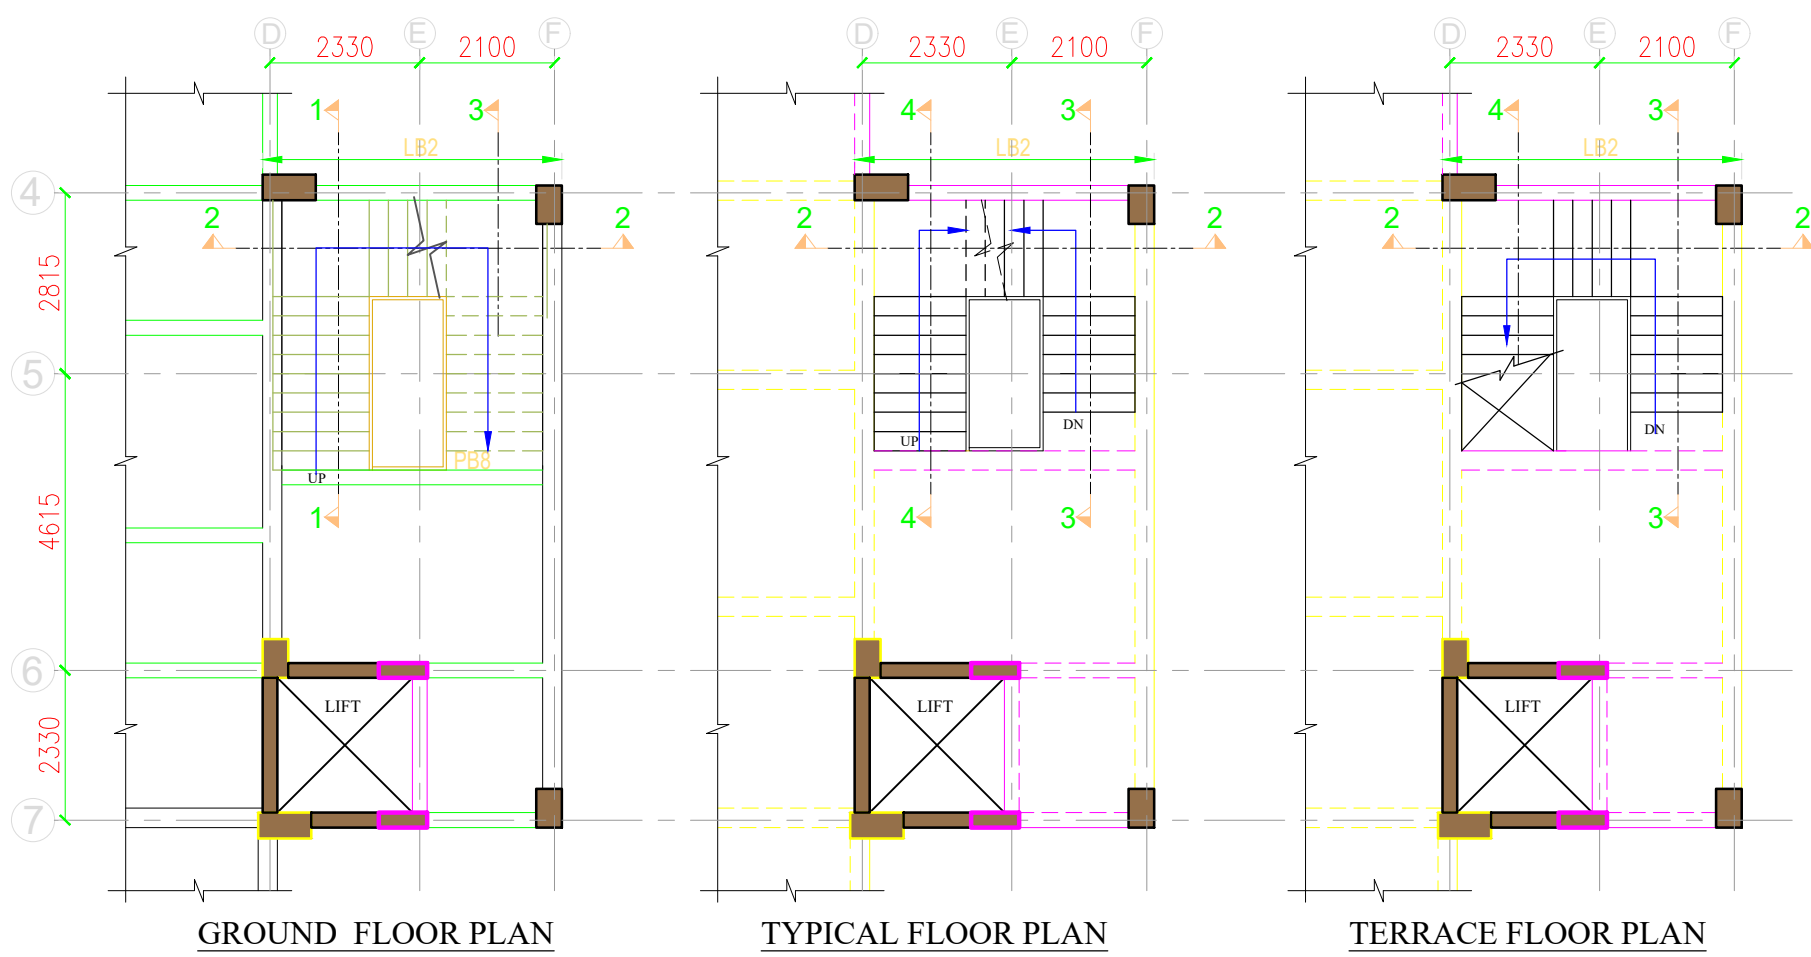 D E F D E F D E F
2330 2100 2330 2100 2330 2100
1 3 4 3 4 3
LB2 LB2 LB2
4
2 2 2 2 2 2
2815
5
UP DN DN
PB8
UP
4615
1 4 3 3
6
LIFT LIFT LIFT
2330
7
GROUND FLOOR PLAN TYPICAL FLOOR PLAN TERRACE FLOOR PLAN